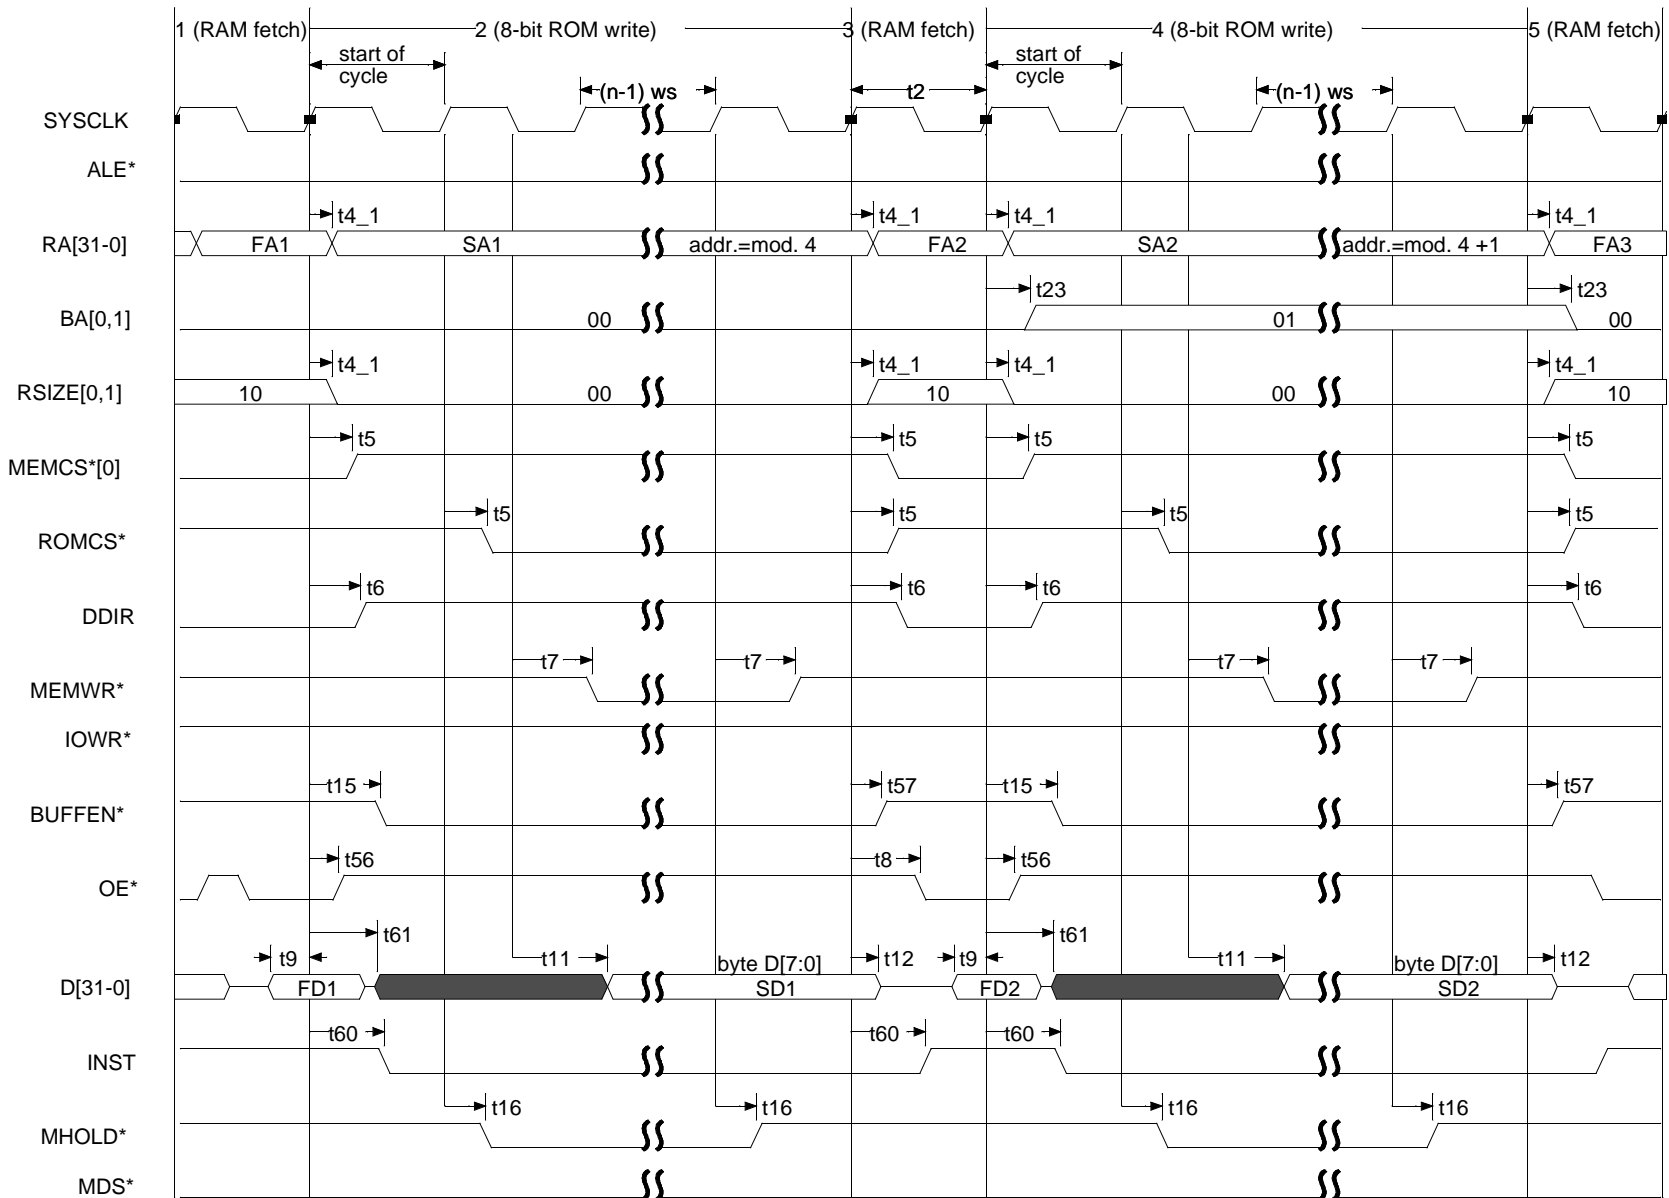 1 (RAM fetch) 2 (8-bit ROM write) 3 (RAM fetch) 4 (8-bit ROM write) 5 (RAM fetch)
start of cycle start of cycle
(n-1) ws t2 (n-1) ws
SYSCLK
ALE*
t4_1 t4_1 t4_1 t4_1
RA[31-0] FA1 SA1 addr.=mod. 4 FA2 SA2 addr.=mod. 4 +1 FA3
t23 t23
BA[0,1] 00 01 00
t4_1 t4_1 t4_1 t4_1
RSIZE[0,1] 10 00 10 00 10
t5 t5 t5 t5
MEMCS*[0]
t5 t5 t5 t5
ROMCS*
t6 t6 t6 t6
DDIR
t7 t7 t7 t7
MEMWR*
IOWR*
t15 t57 t15 t57
BUFFEN*
t56 t8 t56
OE*
t61 t61
t9 t11 byte D[7:0] t12 t9 t11 byte D[7:0] t12
D[31-0] FD1 SD1 FD2 SD2
t60 t60 t60
INST
t16 t16 t16 t16
MHOLD*
MDS*